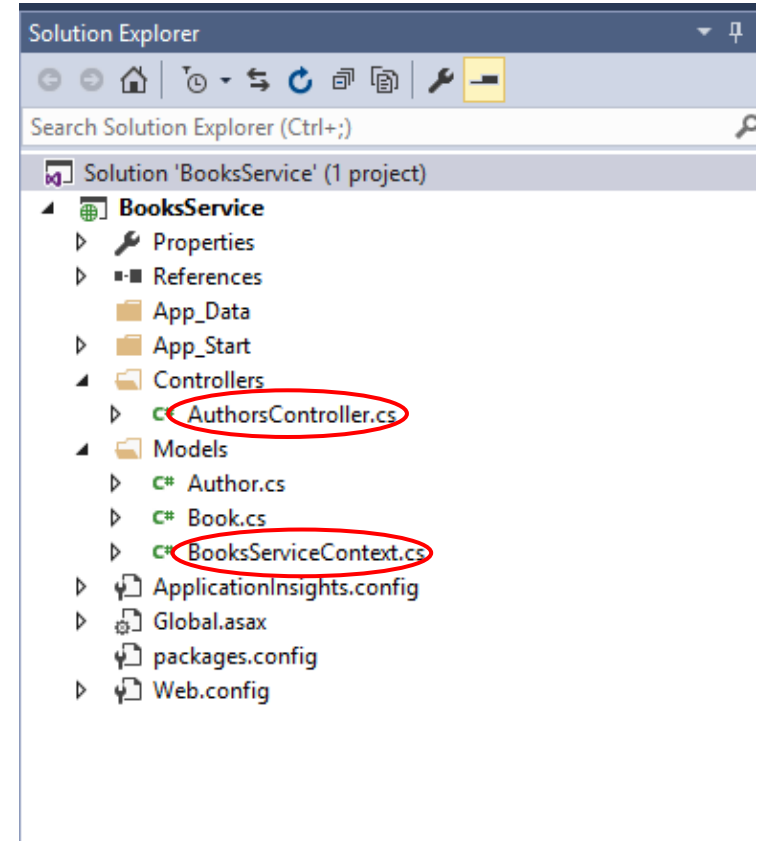 Solution Explorer
Search Solution Explorer (Ctrl+;)
Solution 'BooksService' (1 project)
BooksService
Properties
References
App_Data
App_Start
Controllers
C# AuthorsController.cs
Models
C# Author.cs
C# Book.cs
C# BooksServiceContext.cs
ApplicationInsights.config
Global.asax
packages.config
Web.config